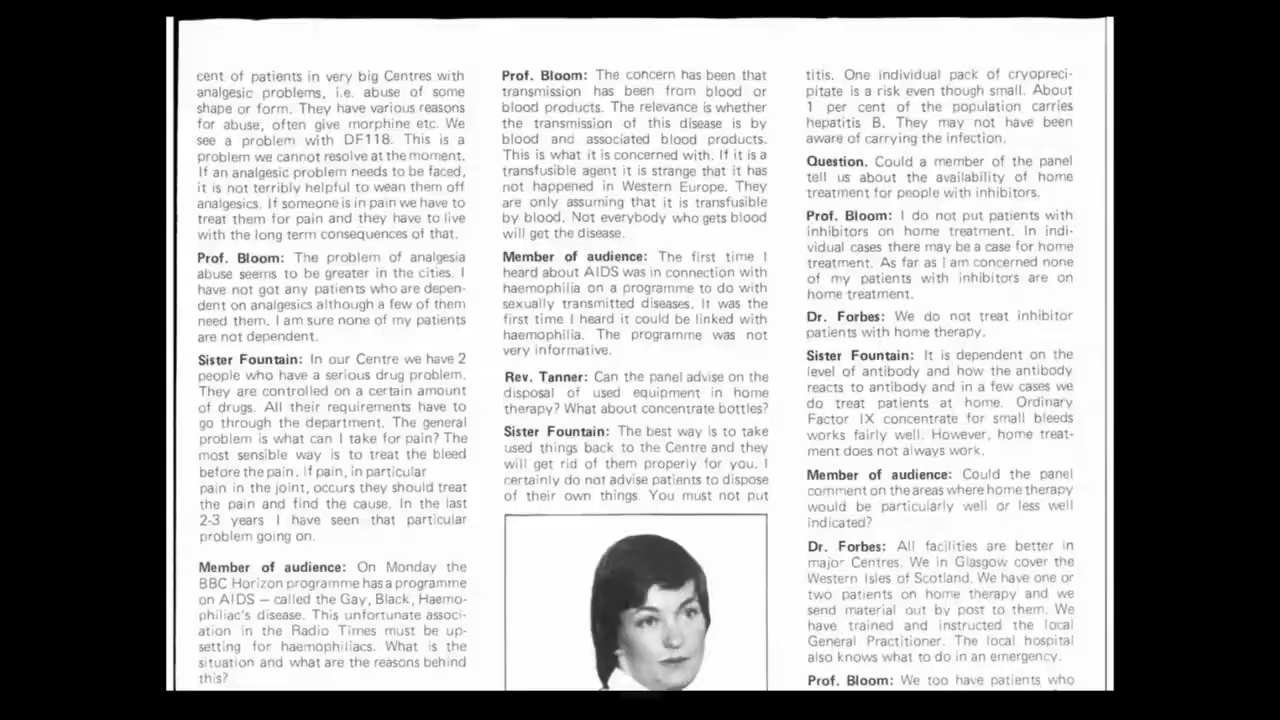 cent of patients in very big Centres with
analgesic problems, i.e. abuse of some
shape or form. They have various reasons
for abuse, often give morphine etc. We
see a problem with DF118. This is a
problem we cannot resolve at the moment.
If an analgesic problem needs to be faced,
it is not terribly helpful to wean them off
analgesics. If someone is in pain we have to
treat them for pain and they have to live
with the long term consequences of that.
Prof. Bloom: The problem of analgesia
abuse seems to be greater in the cities. I
have not got any patients who are depen-
dent on analgesics although a few of them
need them. I am sure none of my patients
are not dependent.
Sister Fountain: In our Centre we have 2
people who have a serious drug problem.
They are controlled on a certain amount
of drugs. All their requirements have to
go through the department. The general
problem is what can I take for pain? The
most sensible way is to treat the bleed
before the pain. If pain, in particular
pain in the joint, occurs they should treat
the pain and find the cause. In the last
2-3 years I have seen that particular
problem going on.
Member of audience: On Monday the
BBC Horizon programme has a programme
on AIDS — called the Gay, Black, Haemo-
philiac's disease. This unfortunate associ-
ation in the Radio Times must be up-
setting for haemophiliacs. What is the
situation and what are the reasons behind
this?
Prof. Bloom: The concern has been that
transmission has been from blood or
blood products. The relevance is whether
the transmission of this disease is by
blood and associated blood products.
This is what it is concerned with. If it is a
transfusible agent it is strange that it has
not happened in Western Europe. They
are only assuming that it is transfusible
by blood. Not everybody who gets blood
will get the disease.
Member of audience: The first time I
heard about AIDS was in connection with
haemophilia on a programme to do with
sexually transmitted diseases. It was the
first time I heard it could be linked with
haemophilia. The programme was not
very informative.
Rev. Tanner: Can the panel advise on the
disposal of used equipment in home
therapy? What about concentrate bottles?
Sister Fountain: The best way is to take
used things back to the Centre and they
will get rid of them properly for you. I
certainly do not advise patients to dispose
of their own things. You must not put
titis. One individual pack of cryopreci-
pitate is a risk even though small. About
1 per cent of the population carries
hepatitis B. They may not have been
aware of carrying the infection.
Question. Could a member of the panel
tell us about the availability of home
treatment for people with inhibitors.
Prof. Bloom: I do not put patients with
inhibitors on home treatment. In indi-
vidual cases there may be a case for home
treatment. As far as I am concerned none
of my patients with inhibitors are on
home treatment.
Dr. Forbes: We do not treat inhibitor
patients with home therapy.
Sister Fountain: It is dependent on the
level of antibody and how the antibody
reacts to antibody and in a few cases we
do treat patients at home. Ordinary
Factor IX concentrate for small bleeds
works fairly well. However, home treat-
ment does not always work.
Member of audience: Could the panel
comment on the areas where home therapy
would be particularly well or less well
indicated?
Dr. Forbes: All facilities are better in
major Centres. We in Glasgow cover the
Western Isles of Scotland. We have one or
two patients on home therapy and we
send material out by post to them. We
have trained and instructed the local
General Practitioner. The local hospital
also knows what to do in an emergency.
Prof. Bloom: We too have patients who